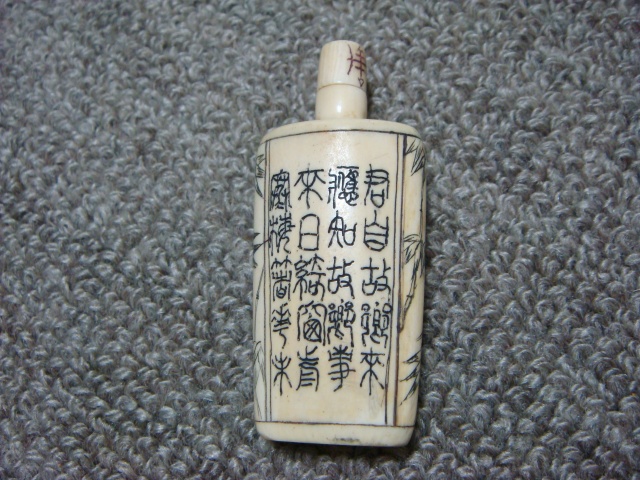 君自故鄉來
應知故鄉事
來日綺窗前
寒梅著花未